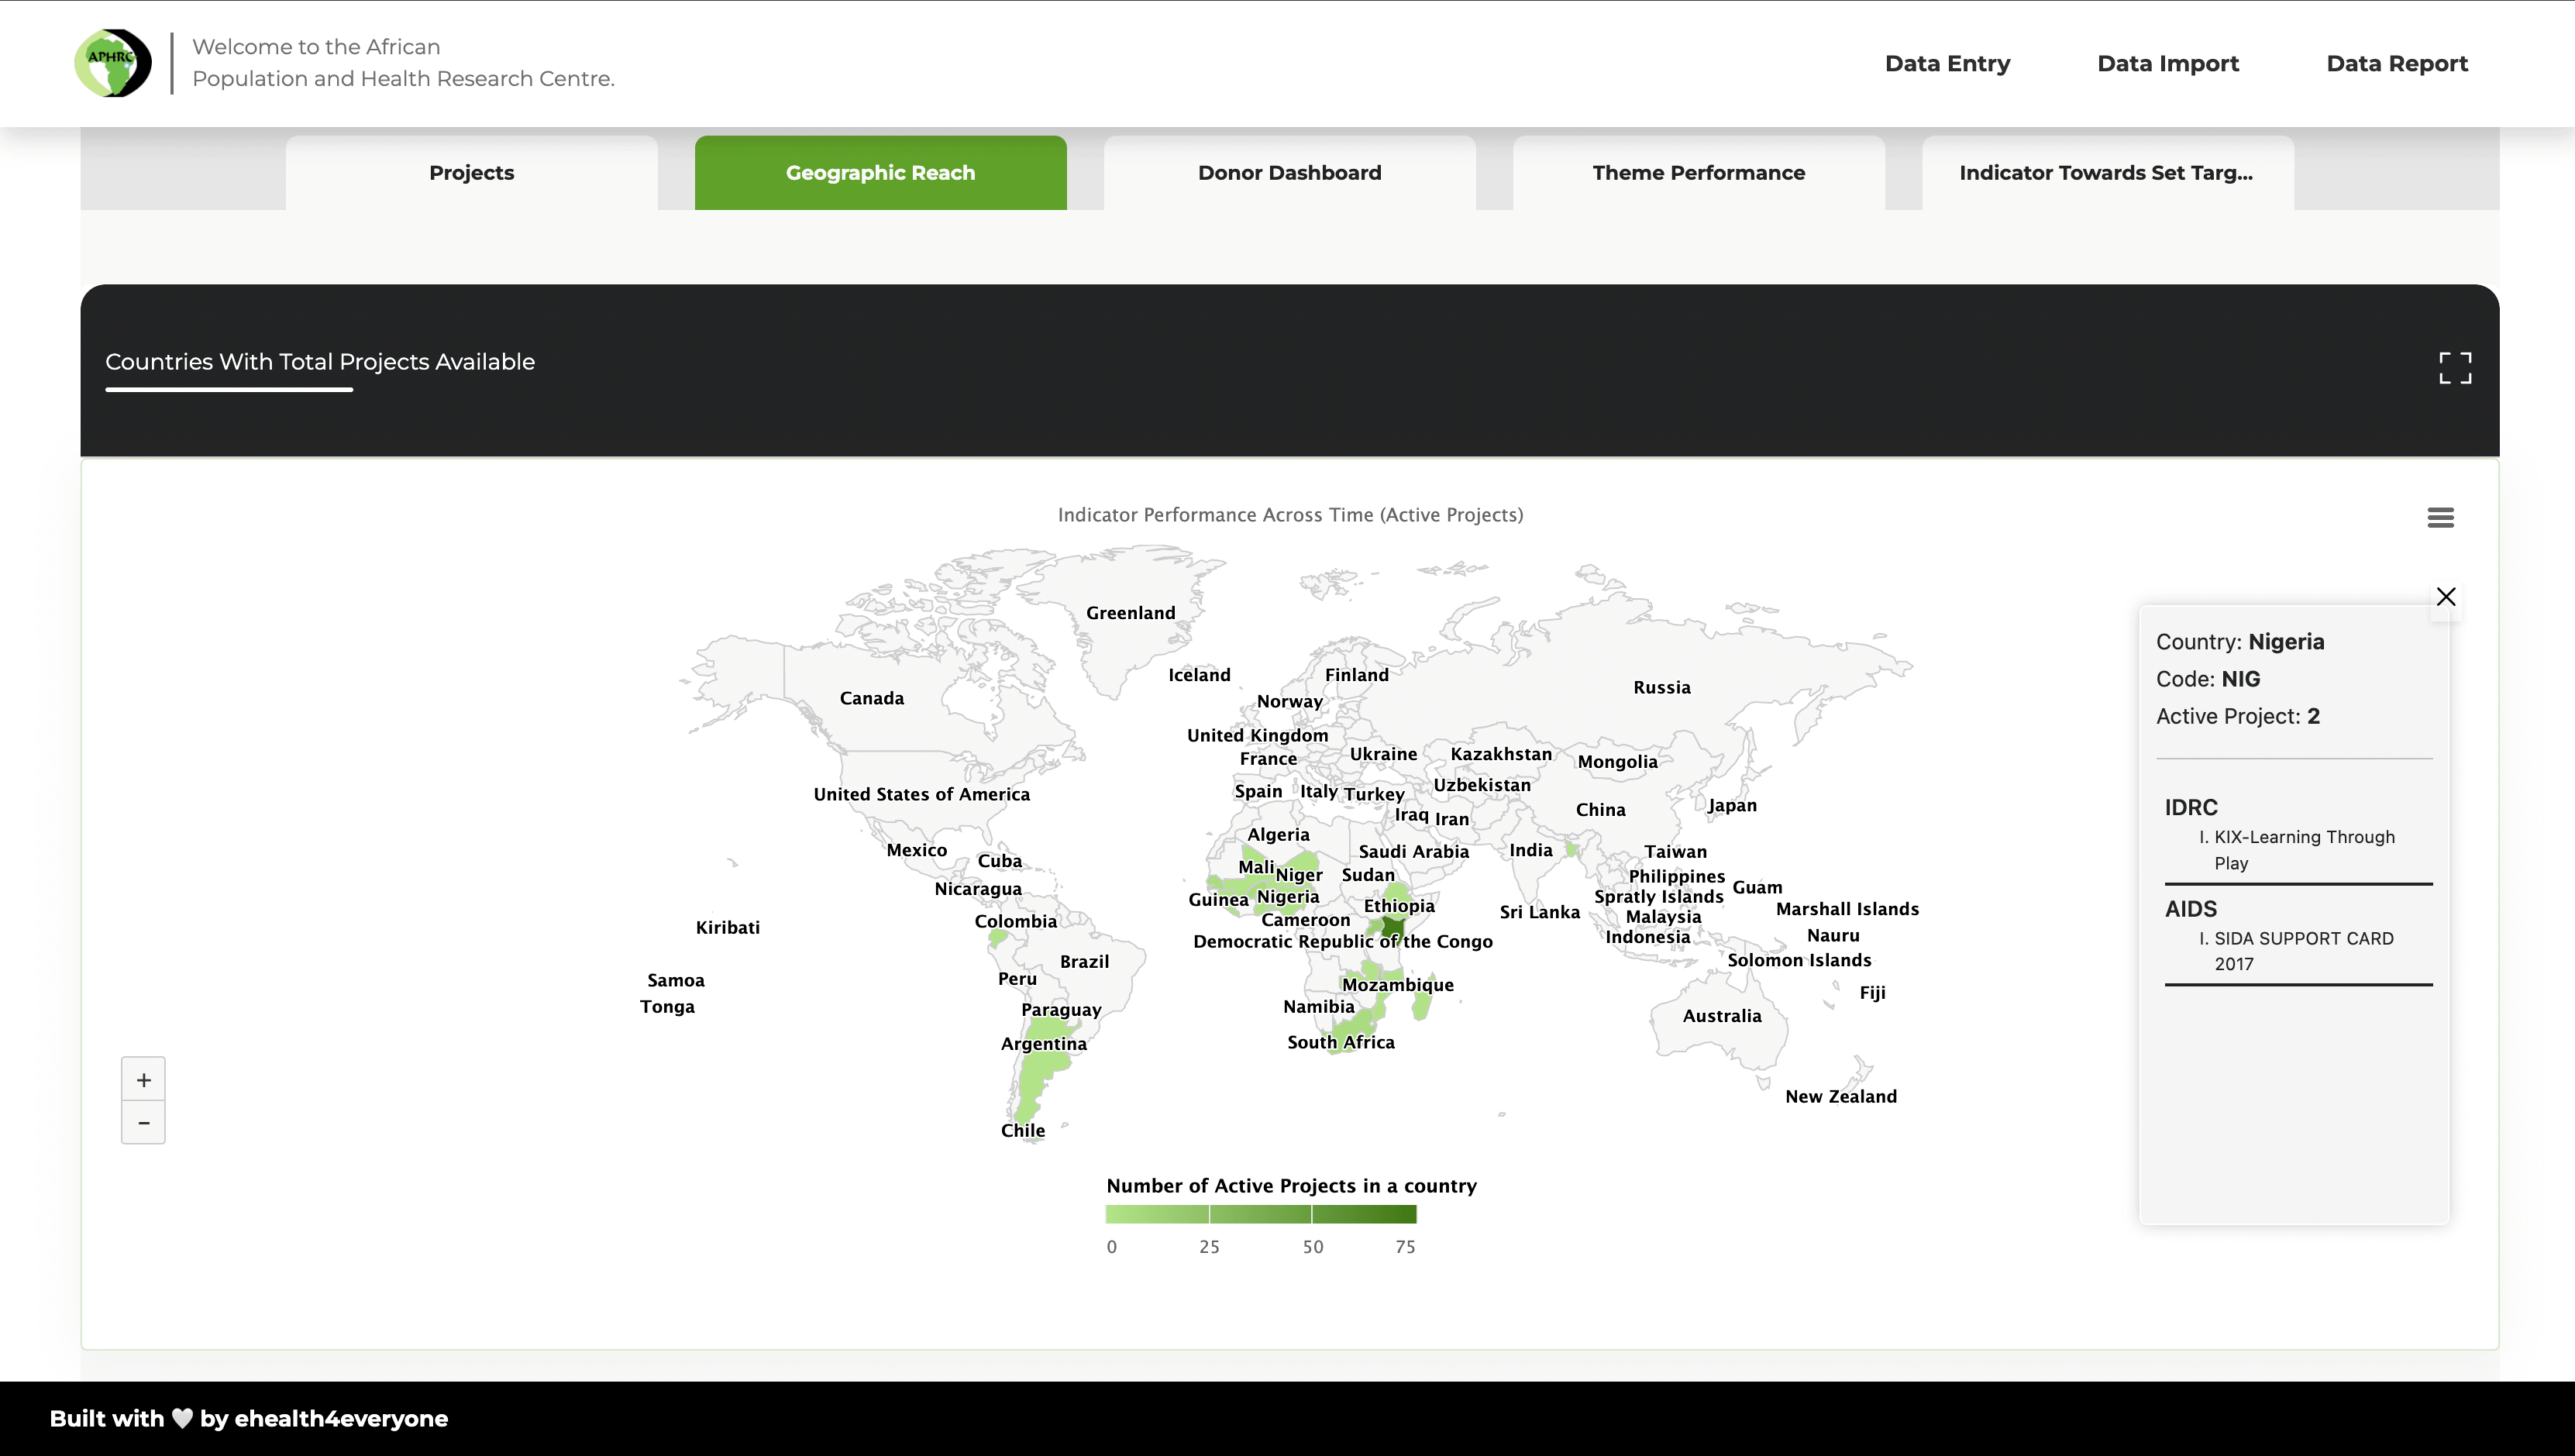 APHRC
Welcome to the African
Population and Health Research Centre.
Data Entry
Data Import
Data Report
Projects
Geographic Reach
Donor Dashboard
Theme Performance
Indicator Towards Set Targ...
Countries With Total Projects Available
Indicator Performance Across Time (Active Projects)
Greenland
Iceland
Finland
Canada
Norway
Russia
United Kingdom
France
Ukraine
Kazakhstan
Mongolia
United States of America
Spain
Italy
Turkey
Uzbekistan
China
Japan
Iraq
Iran
Algeria
Mexico
Cuba
Saudi Arabia
India
Taiwan
Mali
Niger
Sudan
Philippines
Nicaragua
Guam
Guinea
Nigeria
Ethiopia
Spratly Islands
Colombia
Cameroon
Sri Lanka
Malaysia
Marshall Islands
Kiribati
Democratic Republic of the Congo
Indonesia
Nauru
Brazil
Solomon Islands
Samoa
Peru
Mozambique
Fiji
Tonga
Paraguay
Namibia
Australia
Argentina
South Africa
New Zealand
Chile
+
−
Number of Active Projects in a country
0 25 50 75
Country: Nigeria
Code: NIG
Active Project: 2
IDRC
I. KIX-Learning Through
Play
AIDS
I. SIDA SUPPORT CARD
2017
Built with 🤍 by ehealth4everyone